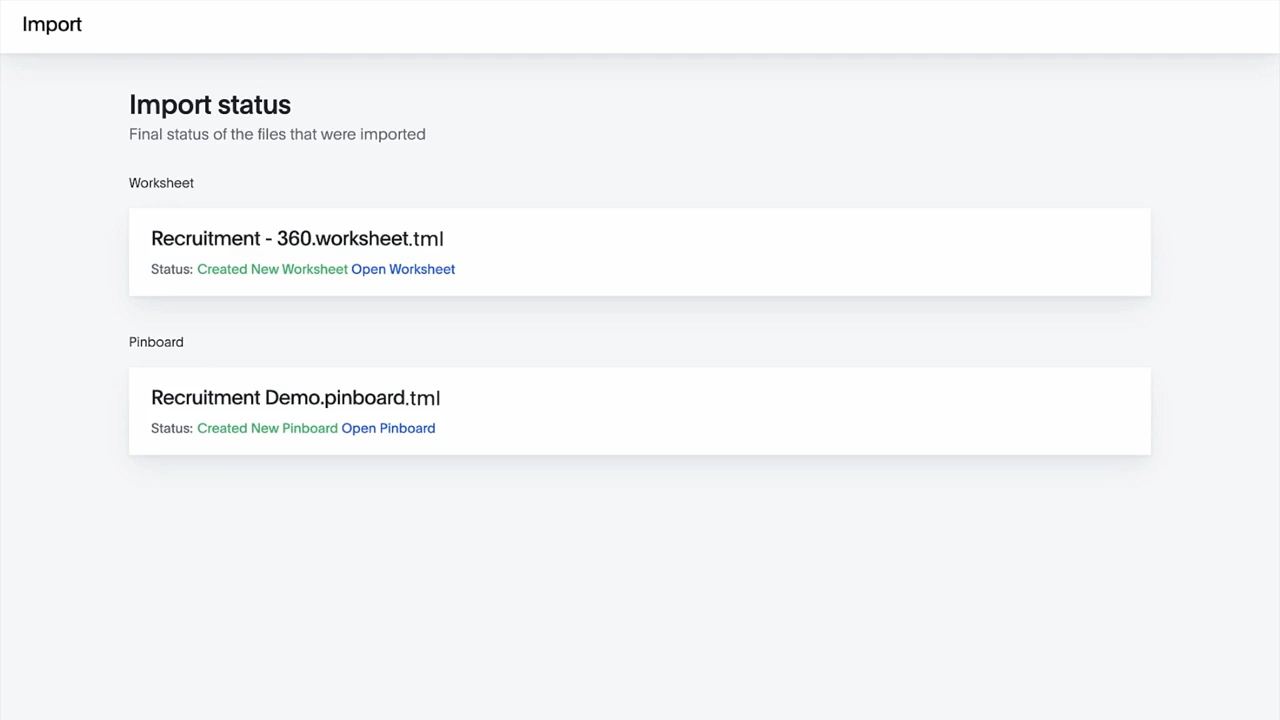 Import
Import status
Final status of the files that were imported
Worksheet
Recruitment - 360.worksheet.tml
Status: Created New Worksheet Open Worksheet
Pinboard
Recruitment Demo.pinboard.tml
Status: Created New Pinboard Open Pinboard